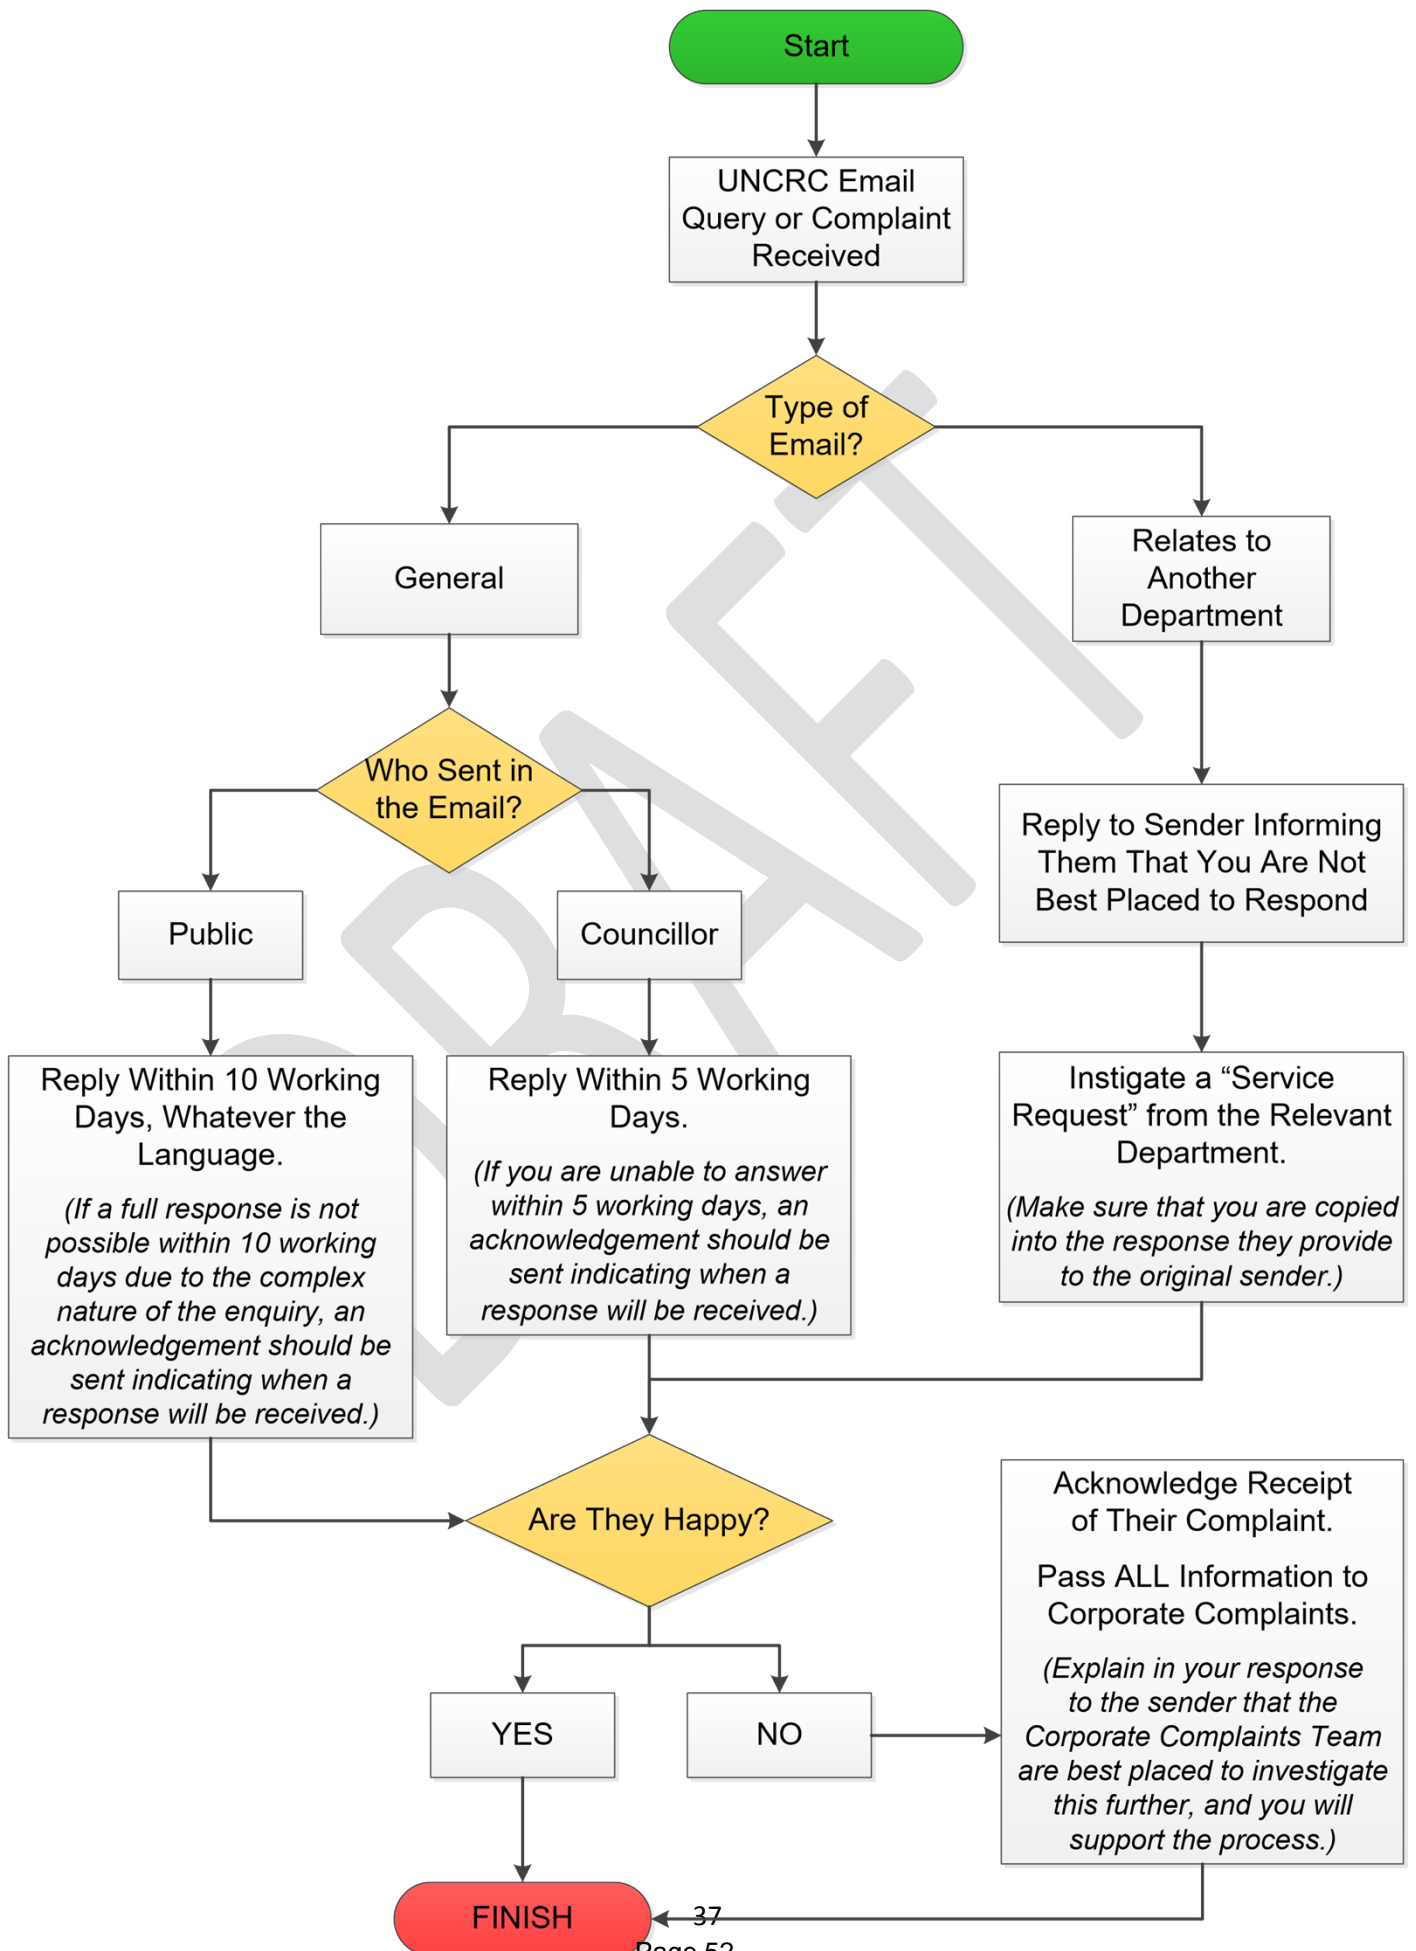 Start
UNCRC Email
Query or Complaint
Received
Type of
Email?
General
Relates to
Another
Department
Who Sent in
the Email?
Public
Councillor
Reply to Sender Informing
Them That You Are Not
Best Placed to Respond
Reply Within 10 Working
Days, Whatever the
Language.
(If a full response is not
possible within 10 working
days due to the complex
nature of the enquiry, an
acknowledgement should be
sent indicating when a
response will be received.)
Reply Within 5 Working
Days.
(If you are unable to answer
within 5 working days, an
acknowledgement should be
sent indicating when a
response will be received.)
Instigate a “Service
Request” from the Relevant
Department.
(Make sure that you are copied
into the response they provide
to the original sender.)
Are They Happy?
YES
NO
Acknowledge Receipt
of Their Complaint.
Pass ALL Information to
Corporate Complaints.
(Explain in your response
to the sender that the
Corporate Complaints Team
are best placed to investigate
this further, and you will
support the process.)
FINISH
37
Page 52
DRAFT